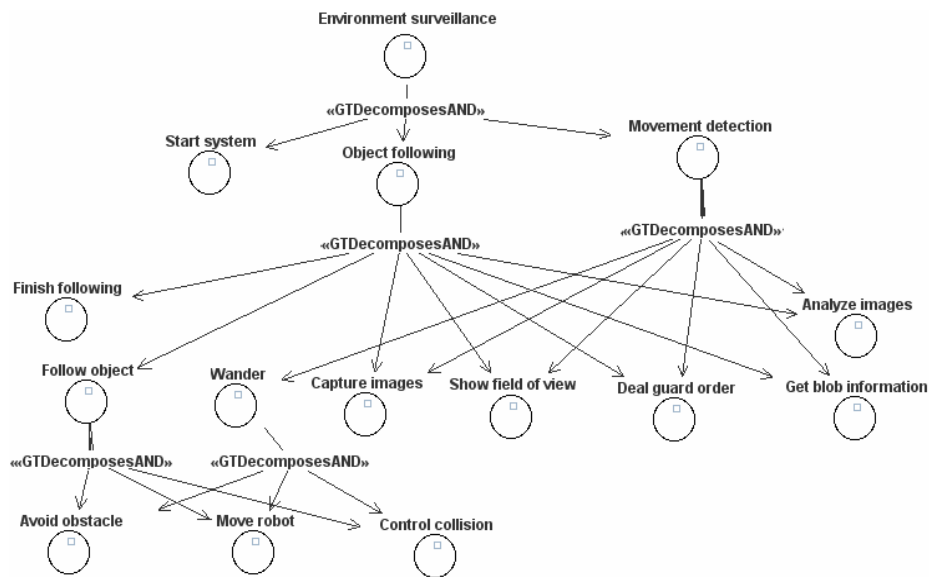 Environment surveillance
«GTDecomposesAND»
Movement detection
Start system
Object following
«GTDecomposesAND»
«GTDecomposesAND»
Finish following
Analyze images
Follow object
Wander
Capture images
Show field of view
Deal guard order
Get blob information
«GTDecomposesAND»
«GTDecomposesAND»
Avoid obstacle
Move robot
Control collision